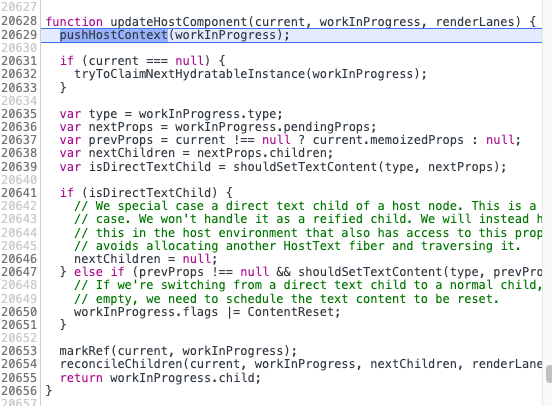 20627
20628 function updateHostComponent(current, workInProgress, renderLanes) {
20629   pushHostContext(workInProgress);
20630
20631   if (current === null) {
20632     tryToClaimNextHydratableInstance(workInProgress);
20633   }
20634
20635   var type = workInProgress.type;
20636   var nextProps = workInProgress.pendingProps;
20637   var prevProps = current !== null ? current.memoizedProps : null;
20638   var nextChildren = nextProps.children;
20639   var isDirectTextChild = shouldSetTextContent(type, nextProps);
20640
20641   if (isDirectTextChild) {
20642     // We special case a direct text child of a host node. This is a
20643     // case. We won't handle it as a reified child. We will instead h
20644     // this in the host environment that also has access to this prop
20645     // avoids allocating another HostText fiber and traversing it.
20646     nextChildren = null;
20647   } else if (prevProps !== null && shouldSetTextContent(type, prevPro
20648     // If we're switching from a direct text child to a normal child,
20649     // empty, we need to schedule the text content to be reset.
20650     workInProgress.flags |= ContentReset;
20651   }
20652
20653   markRef(current, workInProgress);
20654   reconcileChildren(current, workInProgress, nextChildren, renderLane
20655   return workInProgress.child;
20656 }
20657